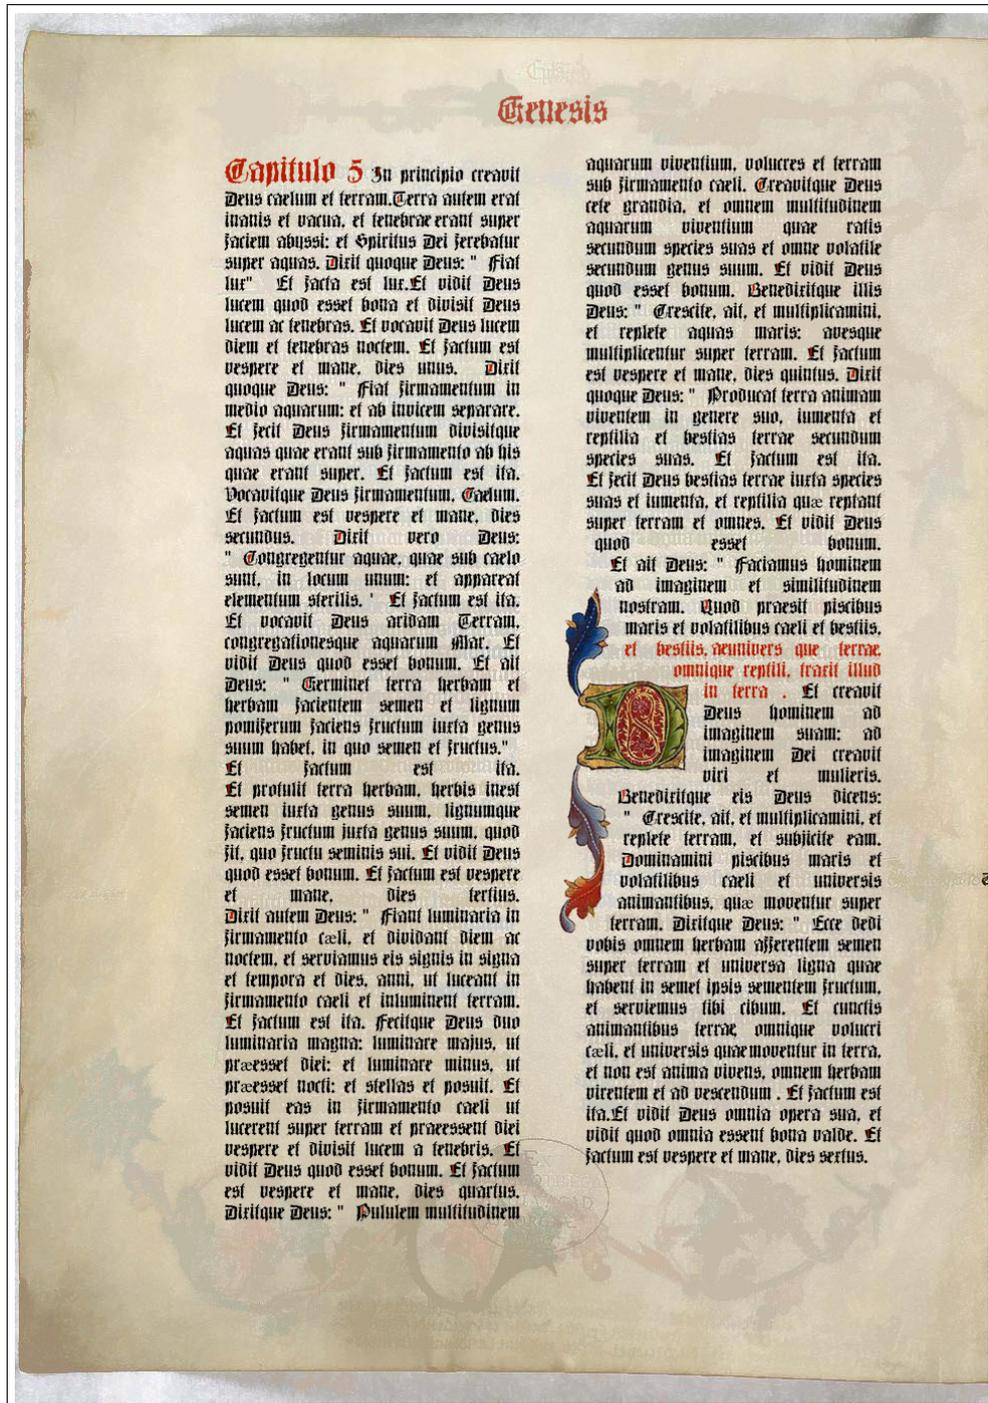 Genesis
Capitulo 5 In principio creavit
Deus caelum et terram.Terra autem erat
inanis et vacua, et tenebrae erant super
faciem abyssi: et Spiritus Dei ferebatur
super aquas. Dixit quoque Deus: " Fiat
lux" Et facta est lux.Et vidit Deus
lucem quod esset bona et divisit Deus
lucem ac tenebras. Et vocavit Deus lucem
diem et tenebras noctem. Et factum est
vespere et mane, dies unus. Dixit
quoque Deus: " Fiat firmamentum in
medio aquarum: et ab invicem separare.
Et fecit Deus firmamentum divisitque
aquas quae erant sub firmamento ab his
quae erant super. Et factum est ita.
Vocavitque Deus firmamentum, Caelum.
Et factum est vespere et mane, dies
secundus. Dixit vero Deus:
" Congregentur aquae, quae sub caelo
sunt, in locum unum: et appareat
elementum sterilis. ' Et factum est ita.
Et vocavit Deus aridam Terram,
congregationesque aquarum Mar. Et
vidit Deus quod esset bonum. Et ait
Deus: " Germinet terra herbam et
herbam facientem semen et lignum
pomiferum faciens fructum iuxta genus
suum habet, in quo semen et fructus."
Et factum est ita.
Et protulit terra herbam, herbis inest
semen iuxta genus suum, lignumque
faciens fructum juxta genus suum, quod
fit, quo fructu seminis sui. Et vidit Deus
quod esset bonum. Et factum est vespere
et mane, dies tertius.
Dixit autem Deus: " Fiant luminaria in
firmamento cæli, et dividant diem ac
noctem, et serviamus eis signis in signa
et tempora et dies, anni, ut luceant in
firmamento caeli et inluminent terram.
Et factum est ita. Fecitque Deus duo
luminaria magna: luminare majus, ut
præesset diei: et luminare minus, ut
præesset nocti: et stellas et posuit. Et
posuit eas in firmamento caeli ut
lucerent super terram et praeessent diei
vespere et divisit lucem a tenebris. Et
vidit Deus quod esset bonum. Et factum
est vespere et mane, dies quartus.
Dixitque Deus: " Pululem multitudinem
aquarum viventium, volucres et terram
sub firmamento caeli. Creavitque Deus
cete grandia, et omnem multitudinem
aquarum viventium quae ratis
secundum species suas et omne volatile
secundum genus suum. Et vidit Deus
quod esset bonum. Benedixitque illis
Deus: " Crescite, ait, et multiplicamini,
et replete aquas maris: avesque
multiplicentur super terram. Et factum
est vespere et mane, dies quintus. Dixit
quoque Deus: " Producat terra animam
viventem in genere suo, iumenta et
reptilia et bestias terrae secundum
species suas. Et factum est ita.
Et fecit Deus bestias terrae iuxta species
suas et iumenta, et reptilia quæ reptant
super terram et omnes. Et vidit Deus
quod esset bonum.
Et ait Deus: " Faciamus hominem
ad imaginem et similitudinem
nostram. Quod praesit piscibus
maris et volatilibus caeli et bestiis,
et bestiis, aeunivers que terrae,
omnique reptili, traxit illud
in terra . Et creavit
Deus hominem ad
imaginem suam: ad
imaginem Dei creavit
viri et mulieris.
Benedixitque eis Deus dicens:
" Crescite, ait, et multiplicamini, et
replete terram, et subjicite eam.
Dominamini piscibus maris et
volatilibus caeli et universis
animantibus, quæ moventur super
terram. Dixitque Deus: " Ecce dedi
vobis omnem herbam afferentem semen
super terram et universa ligna quae
habent in semet ipsis sementem fructum,
et serviemus tibi cibum. Et cunctis
animantibus terrae, omnique volucri
cæli, et universis quae moventur in terra,
et non est anima vivens, omnem herbam
virentem et ad vescendum . Et factum est
ita.Et vidit Deus omnia opera sua, et
vidit quod omnia essent bona valde. Et
factum est vespere et mane, dies sextus.